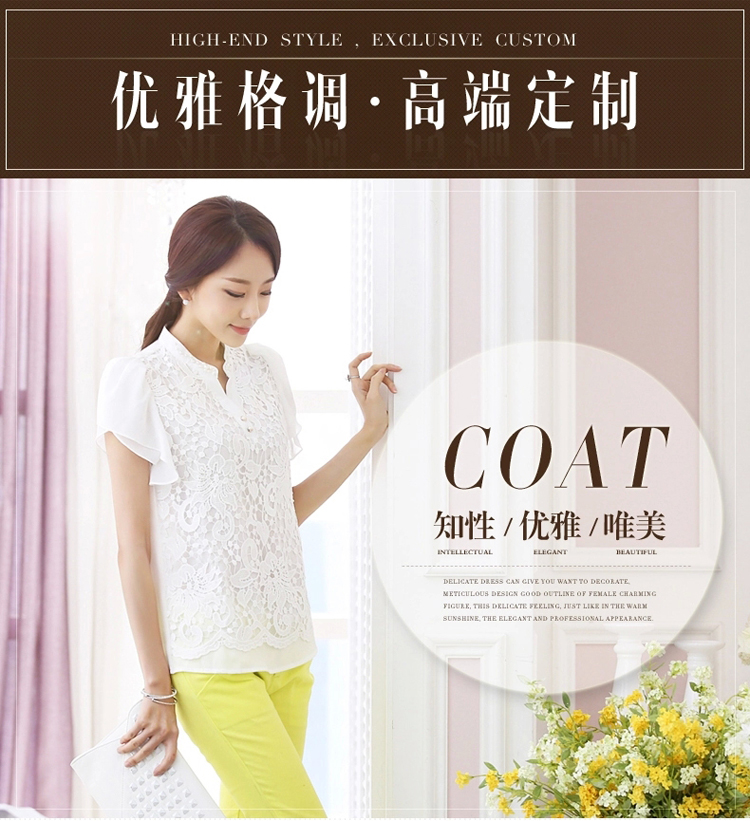 HIGH-END STYLE , EXCLUSIVE CUSTOM
优雅格调·高端定制
COAT
知性/优雅/唯美
INTELLECTUAL ELEGANT BEAUTIFUL
DELICATE DRESS CAN GIVE YOU WANT TO DECORATE,
METICULOUS DESIGN GOOD OUTLINE OF FEMALE CHARMING
FIGURE, THIS DELICATE FEELING, JUST LIKE IN THE WARM
SUNSHINE, THE ELEGANT AND PROFESSIONAL APPEARANCE.